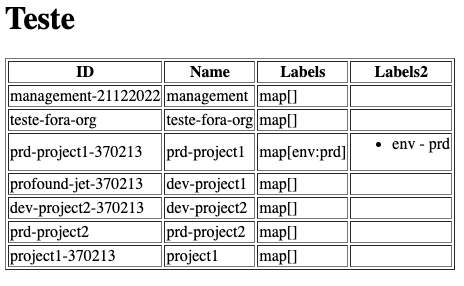 Teste
ID Name Labels Labels2
management-21122022 management map[]
teste-fora-org teste-fora-org map[]
prd-project1-370213 prd-project1 map[env:prd] • env - prd
profound-jet-370213 dev-project1 map[]
dev-project2-370213 dev-project2 map[]
prd-project2 prd-project2 map[]
project1-370213 project1 map[]